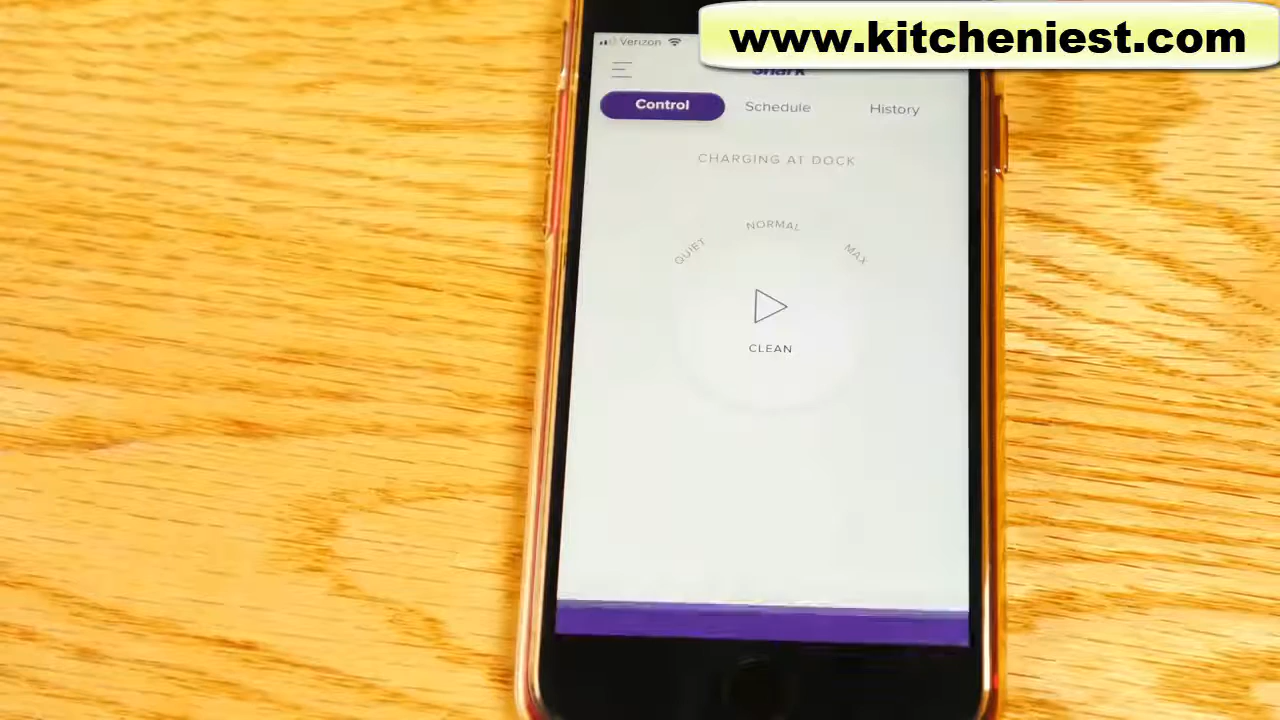 www.kitcheniest.com
Verizon
Shark
Control Schedule History
CHARGING AT DOCK
QUIET NORMAL MAX
CLEAN